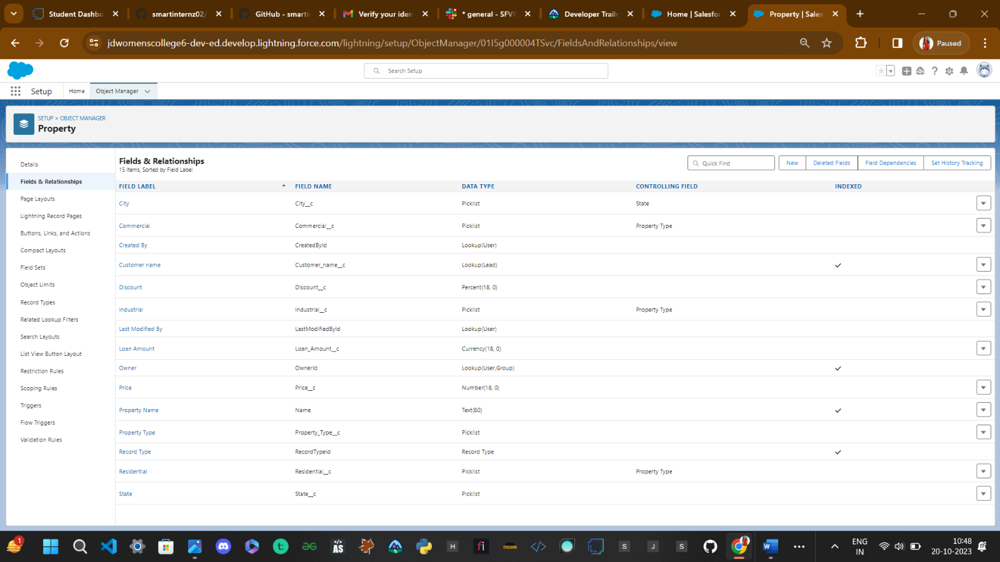 Student Dashbo
smartinternz02/
GitHub - smarti
Verify your iden
* general - SFVI
Developer Trailn
Home | Salesfor
Property | Sales
jdwomenscollege6-dev-ed.develop.lightning.force.com/lightning/setup/ObjectManager/01I5g000004TSvc/FieldsAndRelationships/view
Paused
Search Setup
Setup
Home
Object Manager
SETUP > OBJECT MANAGER
Property
Details
Fields & Relationships
Page Layouts
Lightning Record Pages
Buttons, Links, and Actions
Compact Layouts
Field Sets
Object Limits
Record Types
Related Lookup Filters
Search Layouts
List View Button Layout
Restriction Rules
Scoping Rules
Triggers
Flow Triggers
Validation Rules
Fields & Relationships
15 Items, Sorted by Field Label
Quick Find
New
Deleted Fields
Field Dependencies
Set History Tracking
FIELD LABEL FIELD NAME DATA TYPE CONTROLLING FIELD INDEXED
City City__c Picklist State
Commercial Commercial__c Picklist Property Type
Created By CreatedById Lookup(User)
Customer name Customer_name__c Lookup(Lead)
Discount Discount__c Percent(18, 0)
Industrial Industrial__c Picklist Property Type
Last Modified By LastModifiedById Lookup(User)
Loan Amount Loan_Amount__c Currency(18, 0)
Owner OwnerId Lookup(User,Group)
Price Price__c Number(18, 0)
Property Name Name Text(80)
Property Type Property_Type__c Picklist
Record Type RecordTypeId Record Type
Residential Residential__c Picklist Property Type
State State__c Picklist
1
t:
</>
AS
H
fi
COLLEGE
</>
S
J
S
W
ENG
IN
10:48
20-10-2023